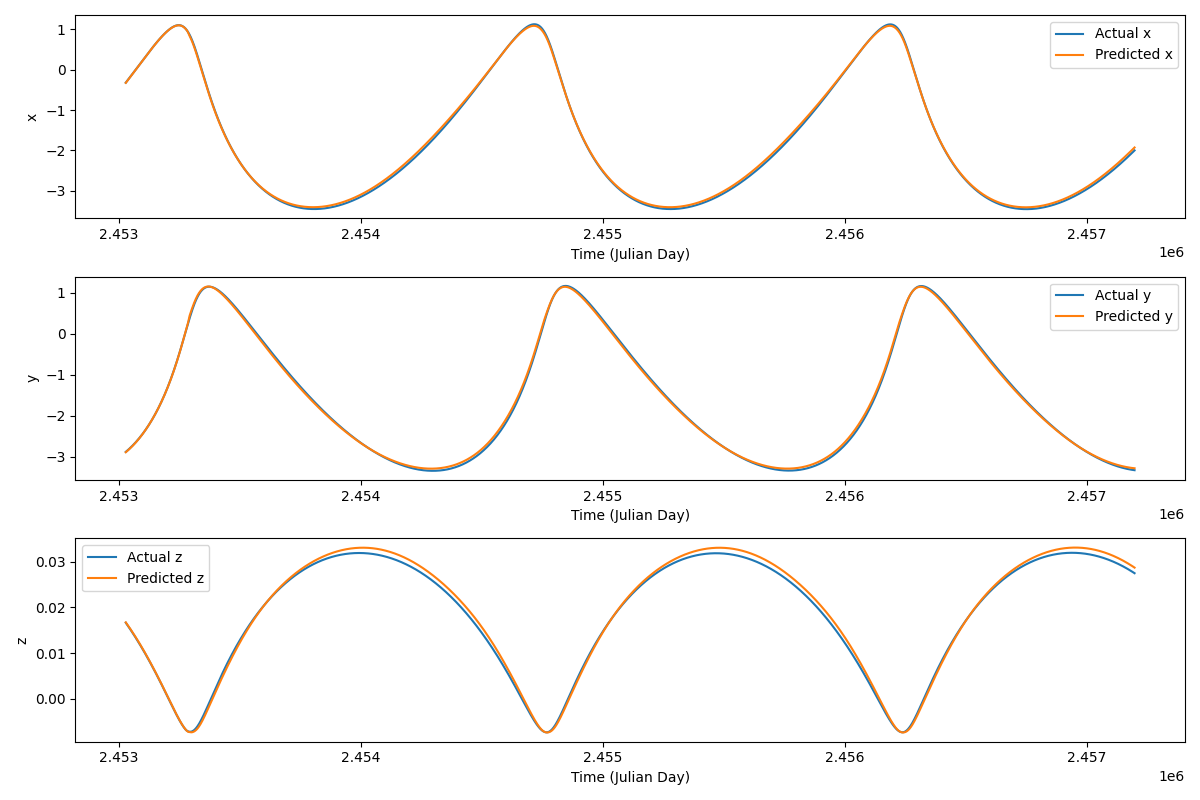 1
0
−1
−2
−3
x
Actual x
Predicted x
2.453 2.454 2.455 2.456 2.457
Time (Julian Day)
1e6
1
0
−1
−2
−3
y
Actual y
Predicted y
2.453 2.454 2.455 2.456 2.457
Time (Julian Day)
1e6
0.03
0.02
0.01
0.00
z
Actual z
Predicted z
2.453 2.454 2.455 2.456 2.457
Time (Julian Day)
1e6